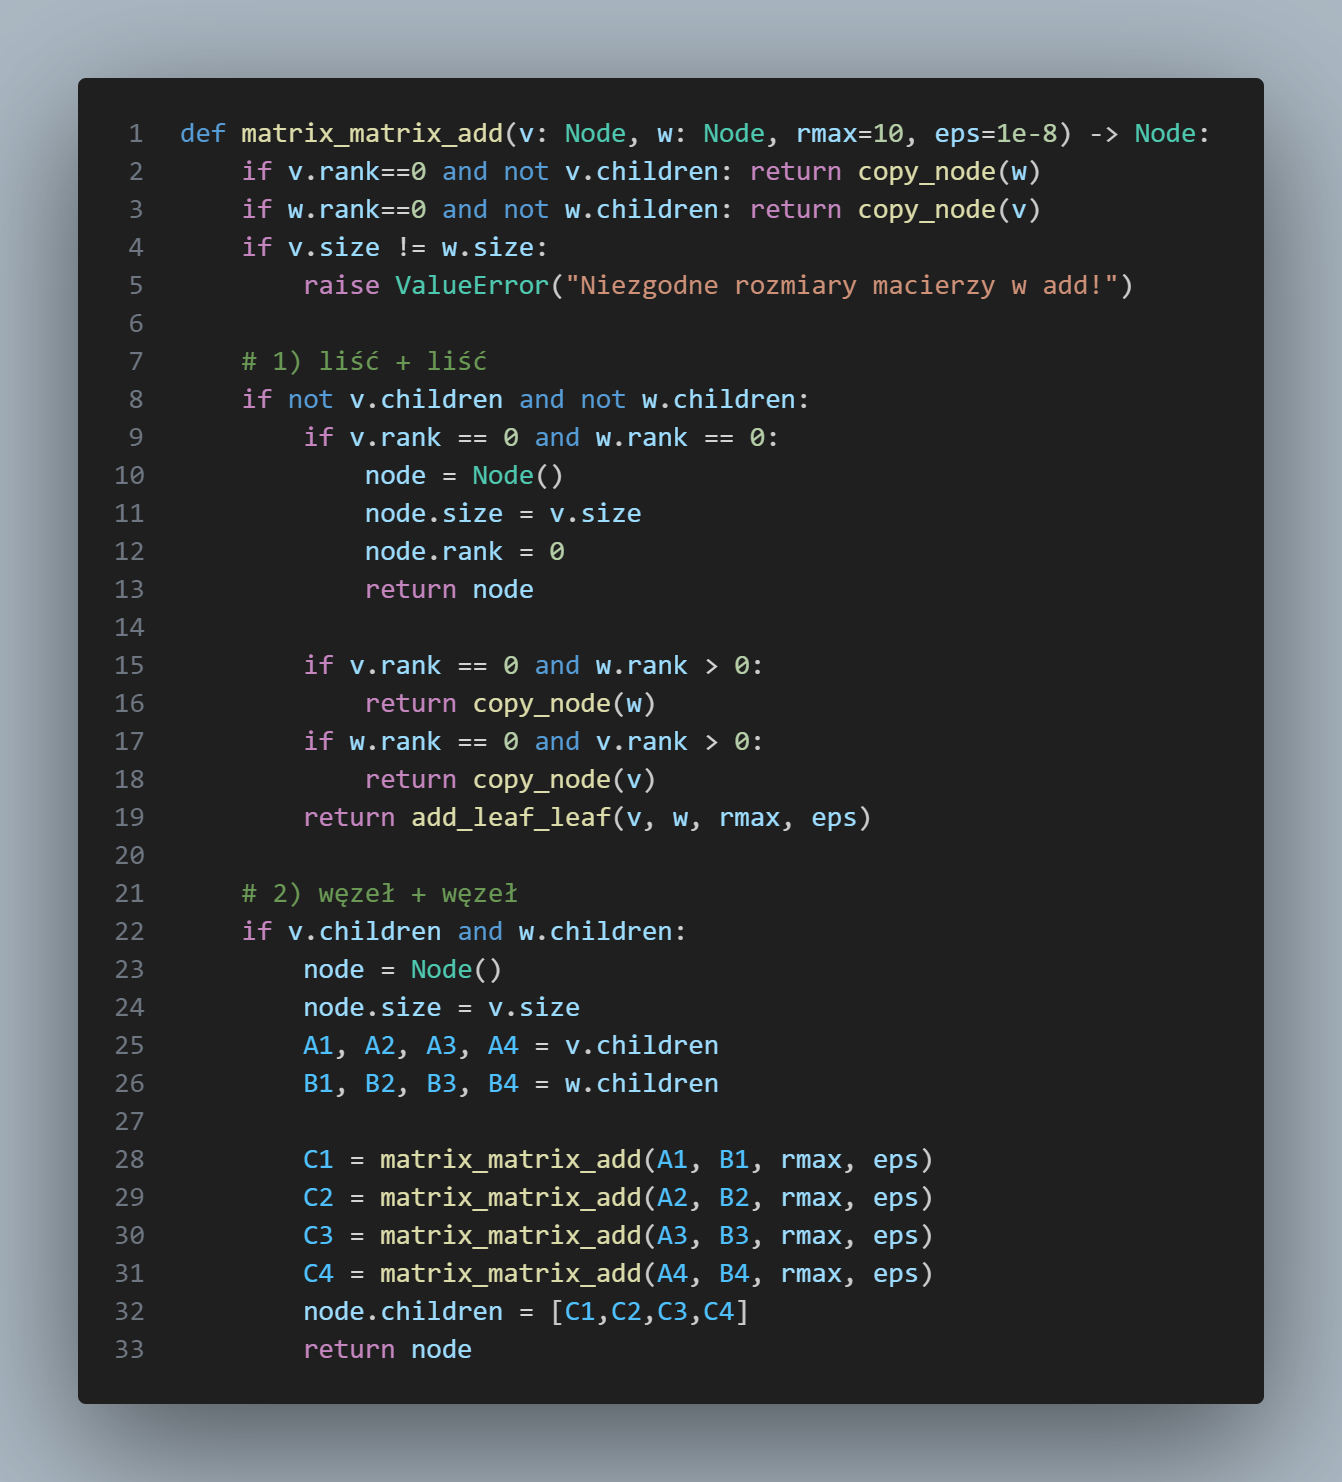 1 def matrix_matrix_add(v: Node, w: Node, rmax=10, eps=1e-8) -> Node:
2     if v.rank==0 and not v.children: return copy_node(w)
3     if w.rank==0 and not w.children: return copy_node(v)
4     if v.size != w.size:
5         raise ValueError("Niezgodne rozmiary macierzy w add!")
6
7     # 1) liść + liść
8     if not v.children and not w.children:
9         if v.rank == 0 and w.rank == 0:
10             node = Node()
11             node.size = v.size
12             node.rank = 0
13             return node
14
15         if v.rank == 0 and w.rank > 0:
16             return copy_node(w)
17         if w.rank == 0 and v.rank > 0:
18             return copy_node(v)
19         return add_leaf_leaf(v, w, rmax, eps)
20
21     # 2) węzeł + węzeł
22     if v.children and w.children:
23         node = Node()
24         node.size = v.size
25         A1, A2, A3, A4 = v.children
26         B1, B2, B3, B4 = w.children
27
28         C1 = matrix_matrix_add(A1, B1, rmax, eps)
29         C2 = matrix_matrix_add(A2, B2, rmax, eps)
30         C3 = matrix_matrix_add(A3, B3, rmax, eps)
31         C4 = matrix_matrix_add(A4, B4, rmax, eps)
32         node.children = [C1,C2,C3,C4]
33         return node